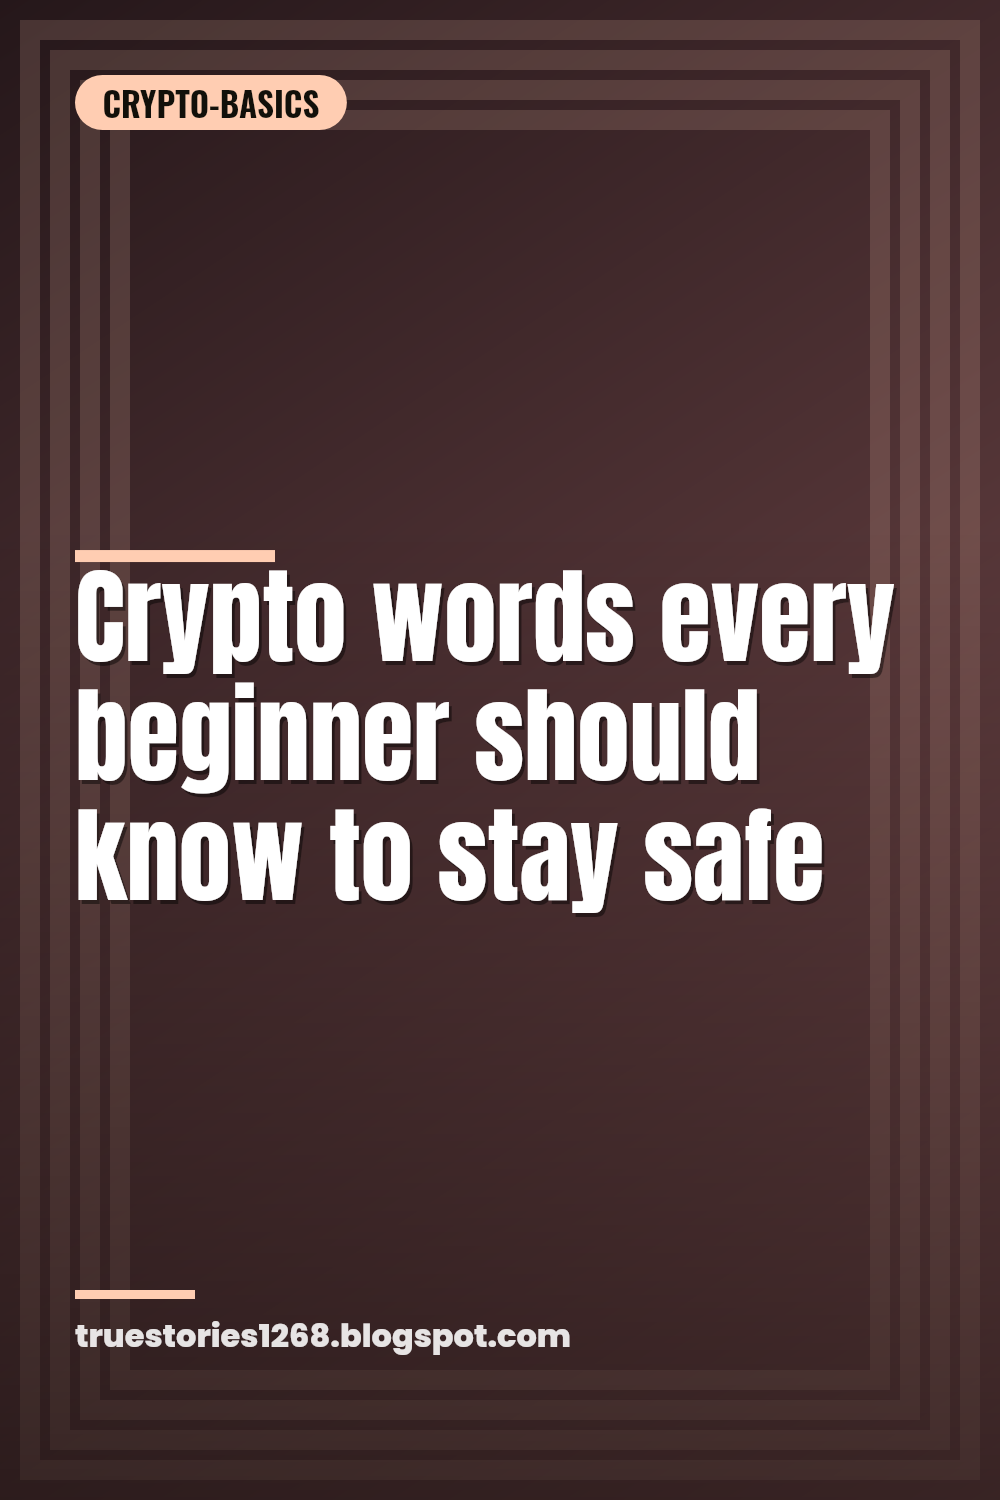 CRYPTO-BASICS
Crypto words every
beginner should
know to stay safe
truestories1268.blogspot.com